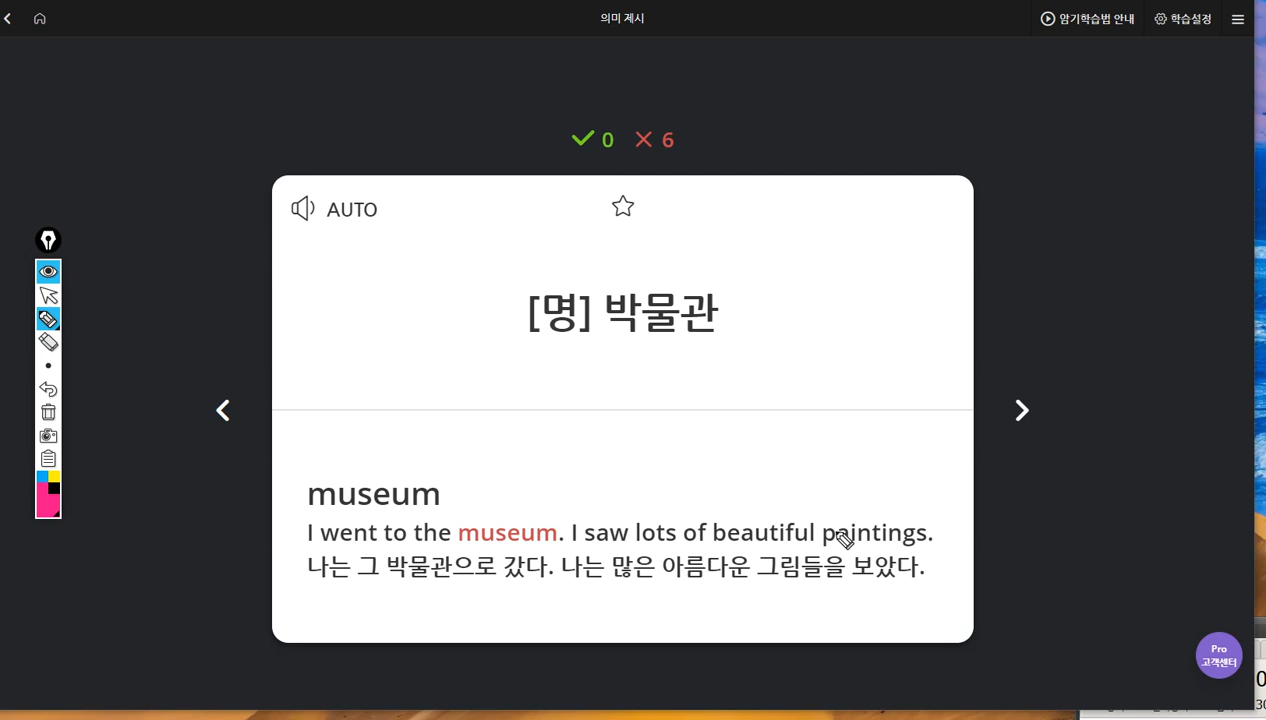 의미 제시
암기학습법 안내
학습설정
0 6
AUTO
[명] 박물관
museum
I went to the museum. I saw lots of beautiful paintings.
나는 그 박물관으로 갔다. 나는 많은 아름다운 그림들을 보았다.
Pro
고객센터